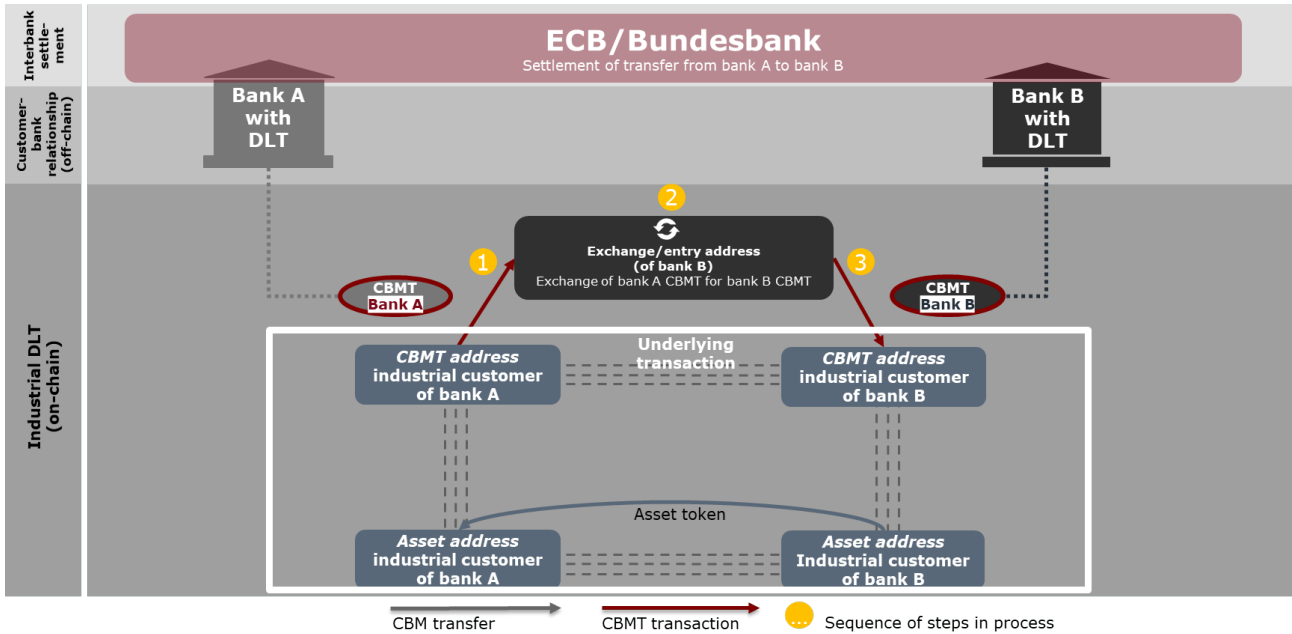 Interbank
settle-
ment
ECB/Bundesbank
Settlement of transfer from bank A to bank B
Customer-
bank
relationship
(off-chain)
Bank A
with
DLT
Bank B
with
DLT
Industrial DLT
(on-chain)
2
1
Exchange/entry address
(of bank B)
Exchange of bank A CBMT for bank B CBMT
3
CBMT
Bank A
CBMT
Bank B
Underlying
transaction
CBMT address
industrial customer
of bank A
CBMT address
industrial customer
of bank B
Asset token
Asset address
industrial customer
of bank A
Asset address
Industrial customer
of bank B
CBM transfer
CBMT transaction
...
Sequence of steps in process